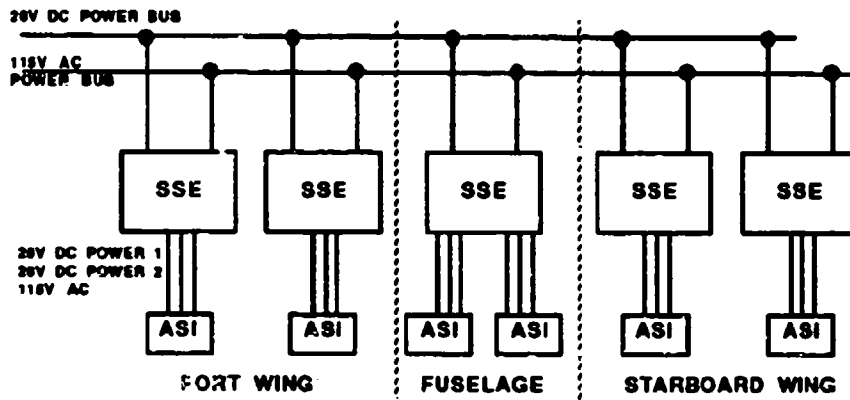 28V DC POWER BUS
115V AC
POWER BUS
SSE SSE SSE SSE SSE
28V DC POWER 1
28V DC POWER 2
115V AC
ASI ASI ASI ASI ASI ASI
PORT WING FUSELAGE STARBOARD WING